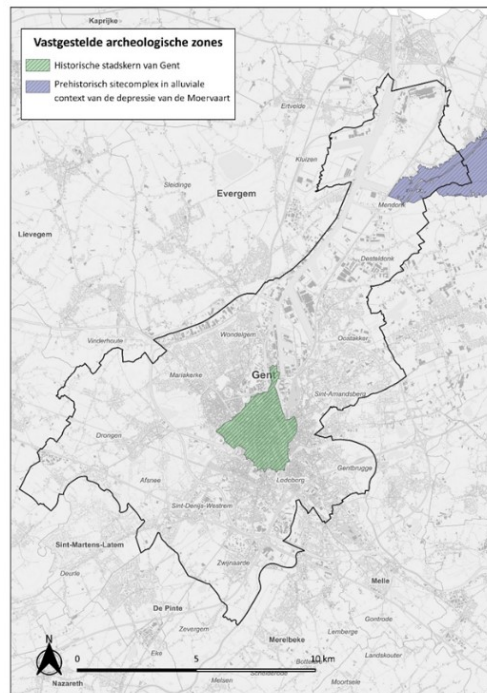 Kaprijke
Vastgestelde archeologische zones
Historische stadskern van Gent
Prehistorisch sitecomplex in alluviale
context van de depressie van de Moervaart
Ertvelde
Kluizen
Sleidinge
Evergem
Mendonk
Lievegem
Desteldonk
Vinderhoute
Wondelgem
Oostakker
Mariakerke
Gent
Sint-Amandsberg
Drongen
Gentbrugge
Afsnee
Ledeberg
Sint-Denijs-Westrem
Sint-Martens-Latem
Zwijnaarde
Deurle
Melle
De Pinte
Gontrode
Zevergem
Lemberge
N
Merelbeke
Landskouter
Eke
0
5
10 km
Bottelare
Schelderode
Nazareth
Melsen
Moortsele